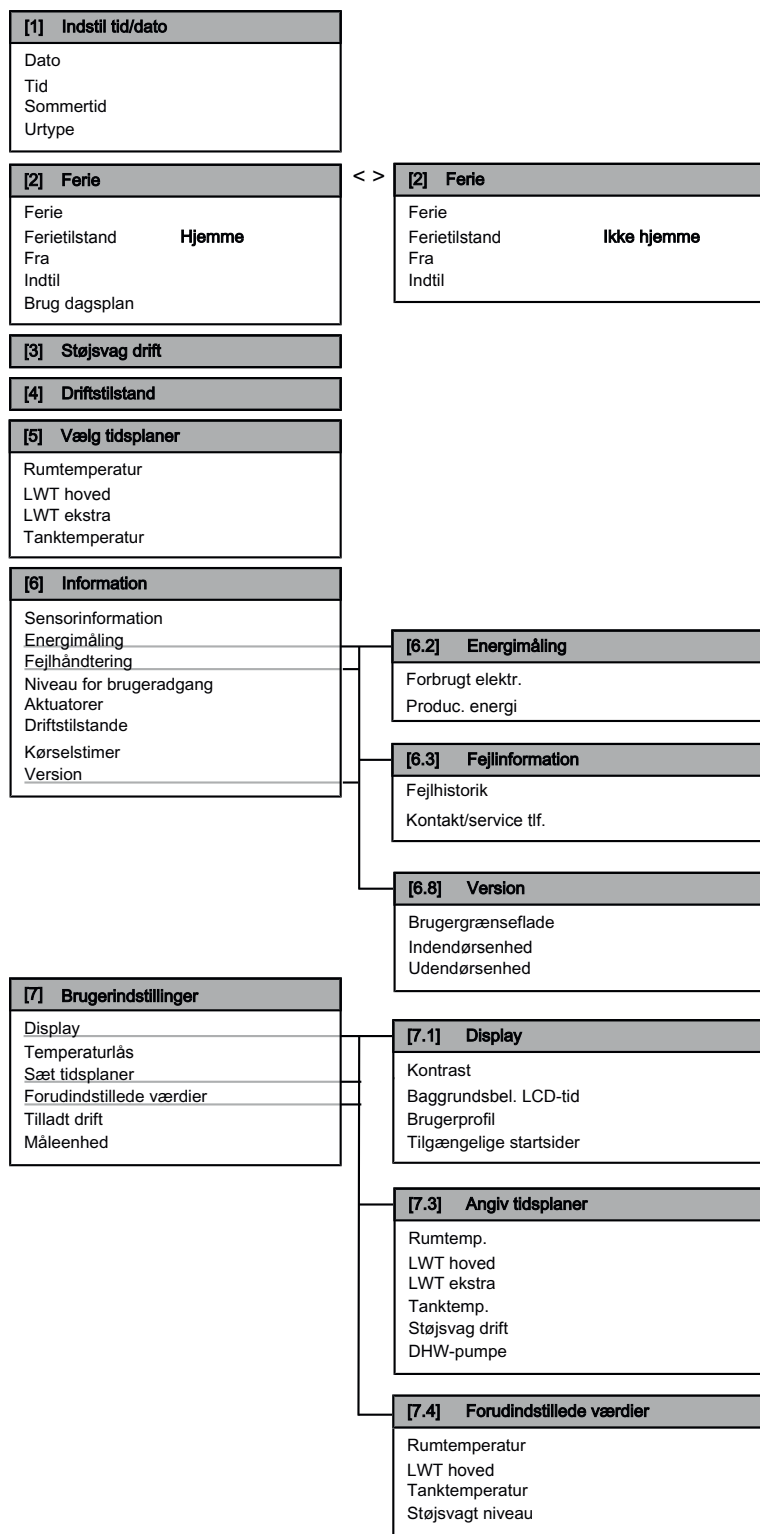 [1] Indstil tid/dato
Dato
Tid
Sommertid
Urtype
[2] Ferie
Ferie
Ferietilstand Hjemme
Fra
Indtil
Brug dagsplan
< >
[2] Ferie
Ferie
Ferietilstand Ikke hjemme
Fra
Indtil
[3] Støjsvag drift
[4] Driftstilstand
[5] Vælg tidsplaner
Rumtemperatur
LWT hoved
LWT ekstra
Tanktemperatur
[6] Information
Sensorinformation
Energimåling
Fejlhåndtering
Niveau for brugeradgang
Aktuatorer
Driftstilstande
Kørselstimer
Version
[6.2] Energimåling
Forbrugt elektr.
Produc. energi
[6.3] Fejlinformation
Fejlhistorik
Kontakt/service tlf.
[6.8] Version
Brugergrænseflade
Indendørsenhed
Udendørsenhed
[7] Brugerindstillinger
Display
Temperaturlås
Sæt tidsplaner
Forudindstillede værdier
Tilladt drift
Måleenhed
[7.1] Display
Kontrast
Baggrundsbel. LCD-tid
Brugerprofil
Tilgængelige startsider
[7.3] Angiv tidsplaner
Rumtemp.
LWT hoved
LWT ekstra
Tanktemp.
Støjsvag drift
DHW-pumpe
[7.4] Forudindstillede værdier
Rumtemperatur
LWT hoved
Tanktemperatur
Støjsvagt niveau